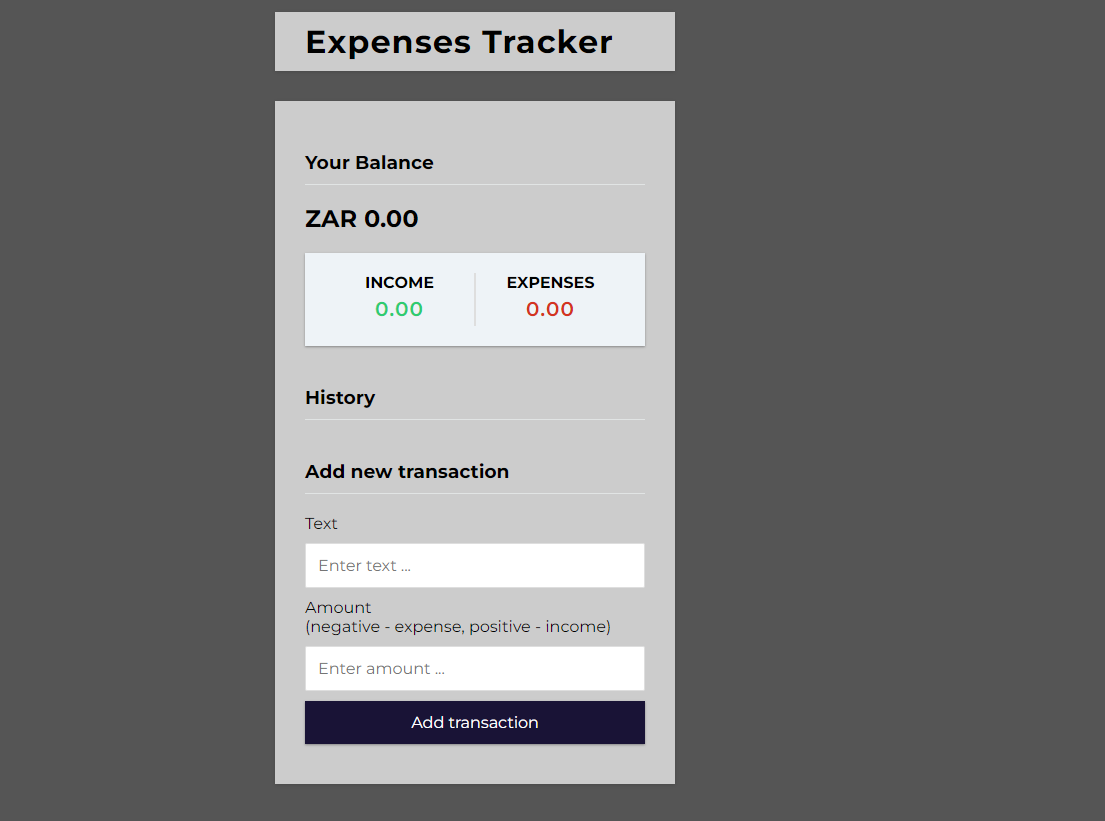 Expenses Tracker
Your Balance
ZAR 0.00
INCOME EXPENSES
0.00 0.00
History
Add new transaction
Text
Enter text ...
Amount
(negative - expense, positive - income)
Enter amount ...
Add transaction